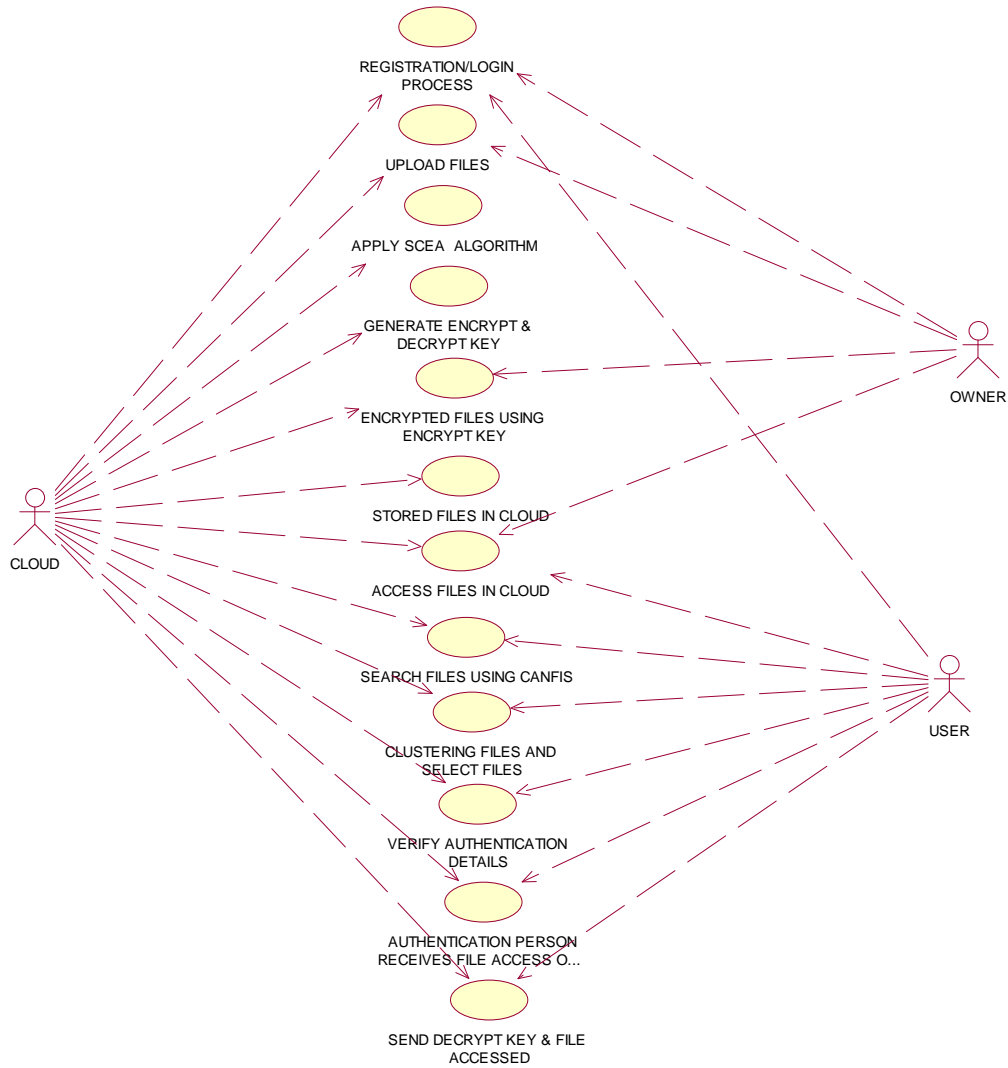 REGISTRATION/LOGIN
PROCESS
UPLOAD FILES
APPLY SCEA ALGORITHM
GENERATE ENCRYPT &
DECRYPT KEY
ENCRYPTED FILES USING
ENCRYPT KEY
OWNER
STORED FILES IN CLOUD
CLOUD
ACCESS FILES IN CLOUD
SEARCH FILES USING CANFIS
USER
CLUSTERING FILES AND
SELECT FILES
VERIFY AUTHENTICATION
DETAILS
AUTHENTICATION PERSON
RECEIVES FILE ACCESS O...
SEND DECRYPT KEY & FILE
ACCESSED